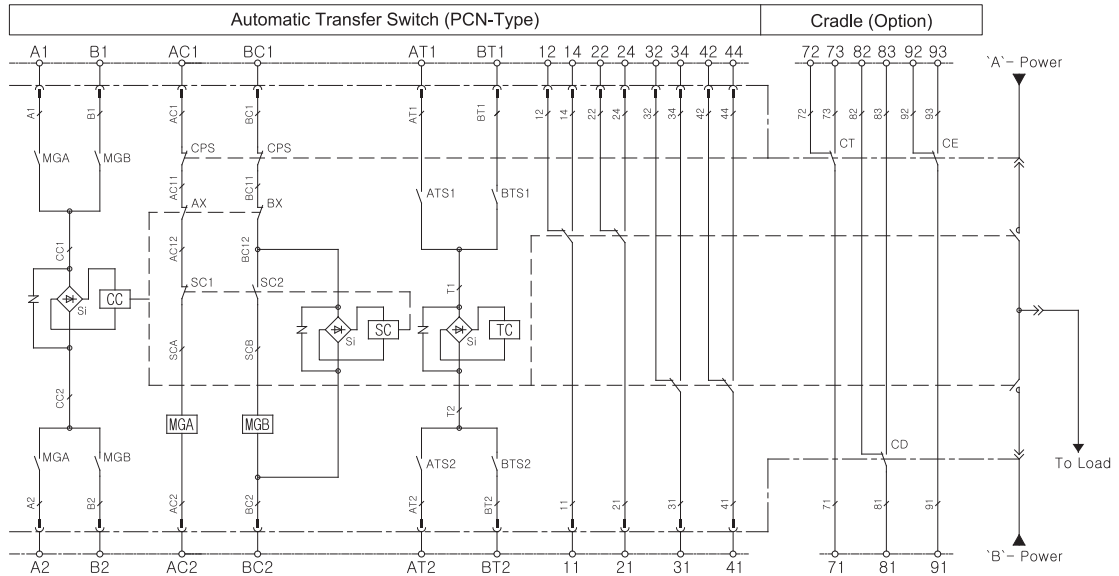 Automatic Transfer Switch (PCN-Type) Cradle (Option)
A1 B1 AC1 BC1 AT1 BT1 12 14 22 24 32 34 42 44 72 73 82 83 92 93
`A`- Power
A1 B1 AC1 BC1 AT1 BT1 12 14 22 24 32 34 42 44 72 73 82 83 92 93
MGA MGB CPS CPS CT CE
AC11 BC11 ATS1 BTS1
AX BX
CC1 AC12 BC12
SC1 SC2 T1
Si CC Si SC Si TC
SCA SCB
CC2 T2
MGA MGB
MGA MGB ATS2 BTS2 CD
To Load
A2 B2 AC2 BC2 AT2 BT2 11 21 31 41 71 81 91
`B`- Power
A2 B2 AC2 BC2 AT2 BT2 11 21 31 41 71 81 91